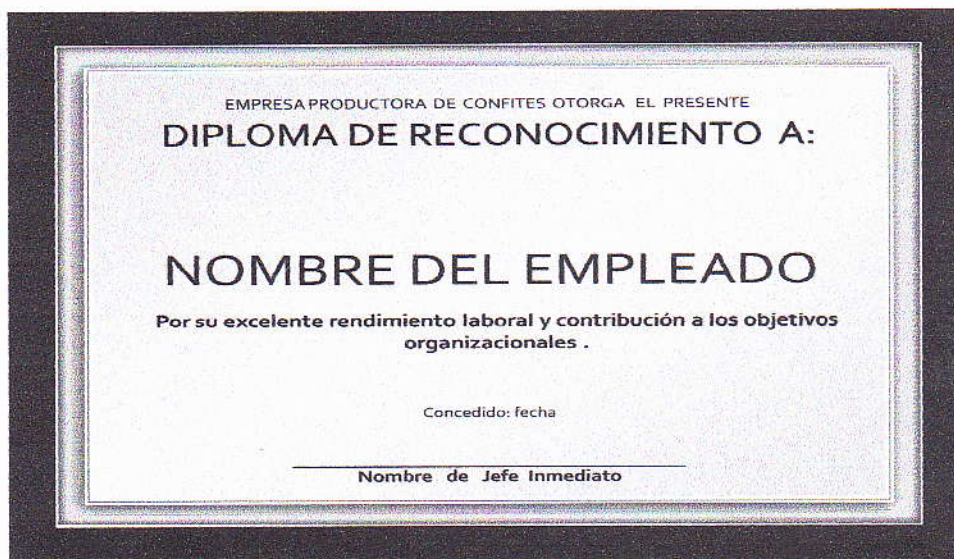 EMPRESA PRODUCTORA DE CONFITES OTORGA EL PRESENTE
DIPLOMA DE RECONOCIMIENTO A:
NOMBRE DEL EMPLEADO
Por su excelente rendimiento laboral y contribución a los objetivos
organizacionales .
Concedido: fecha
Nombre de Jefe Inmediato